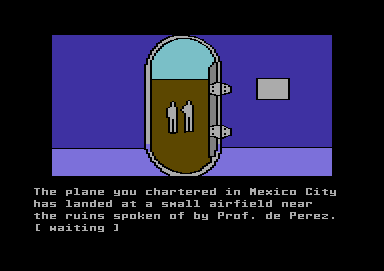 The plane you chartered in Mexico City
has landed at a small airfield near
the ruins spoken of by Prof. de Perez.
[ waiting ]